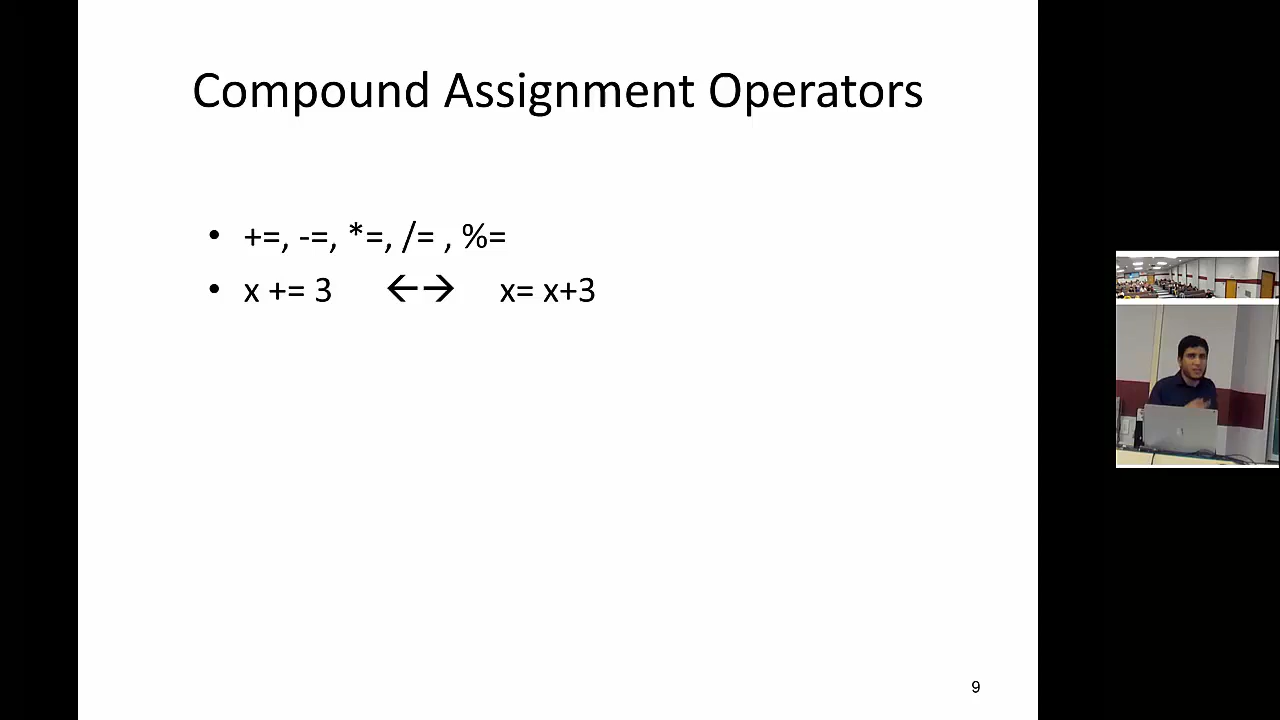 Compound Assignment Operators
• +=, -=, *=, /= , %=
• x += 3 ←→ x= x+3
9